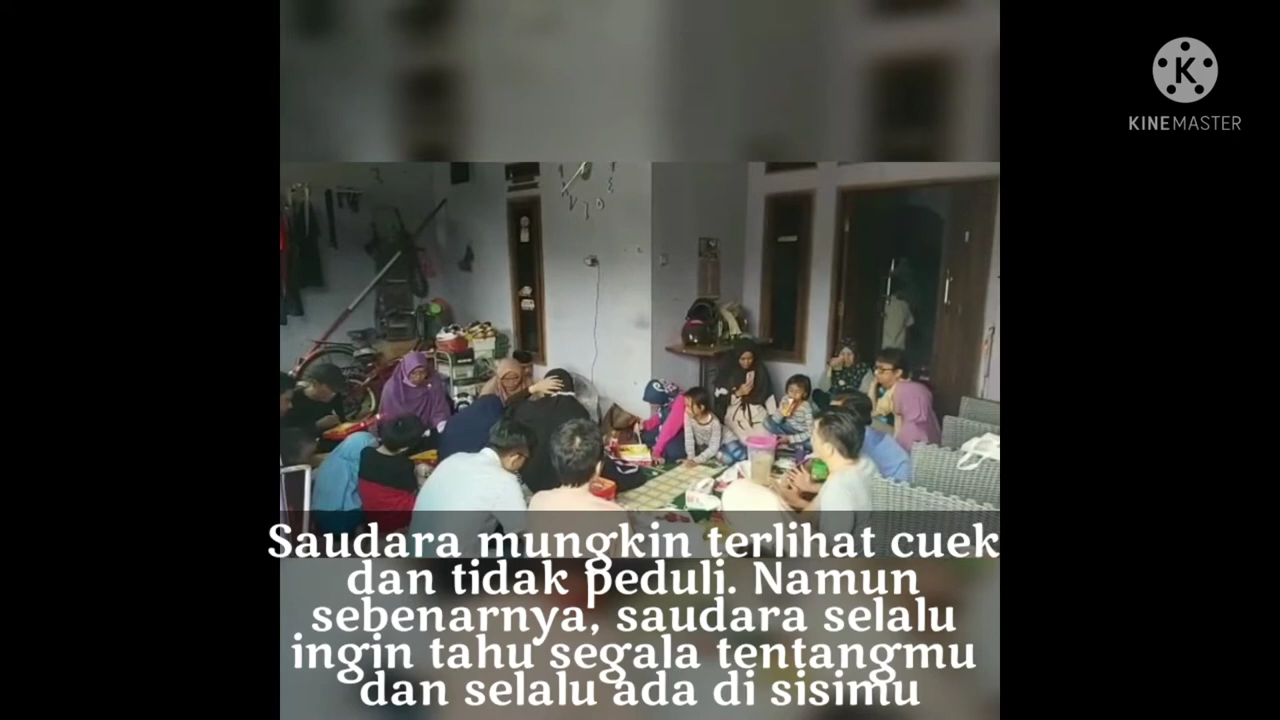 KINEMASTER
Saudara mungkin terlihat cuek
dan tidak peduli. Namun
sebenarnya, saudara selalu
ingin tahu segala tentangmu
dan selalu ada di sisimu